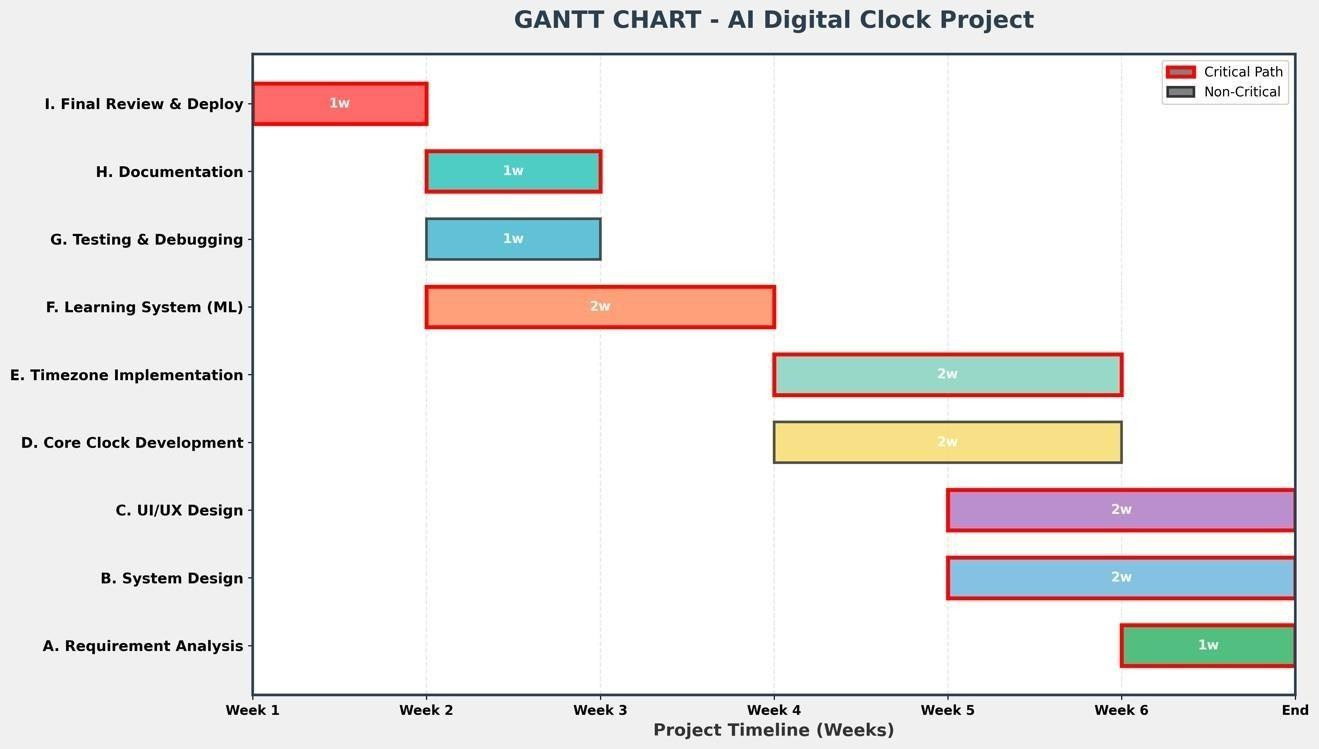 GANTT CHART - AI Digital Clock Project
Critical Path
Non-Critical
I. Final Review & Deploy
1w
H. Documentation
1w
G. Testing & Debugging
1w
F. Learning System (ML)
2w
E. Timezone Implementation
2w
D. Core Clock Development
2w
C. UI/UX Design
2w
B. System Design
2w
A. Requirement Analysis
1w
Week 1 Week 2 Week 3 Week 4 Week 5 Week 6 End
Project Timeline (Weeks)